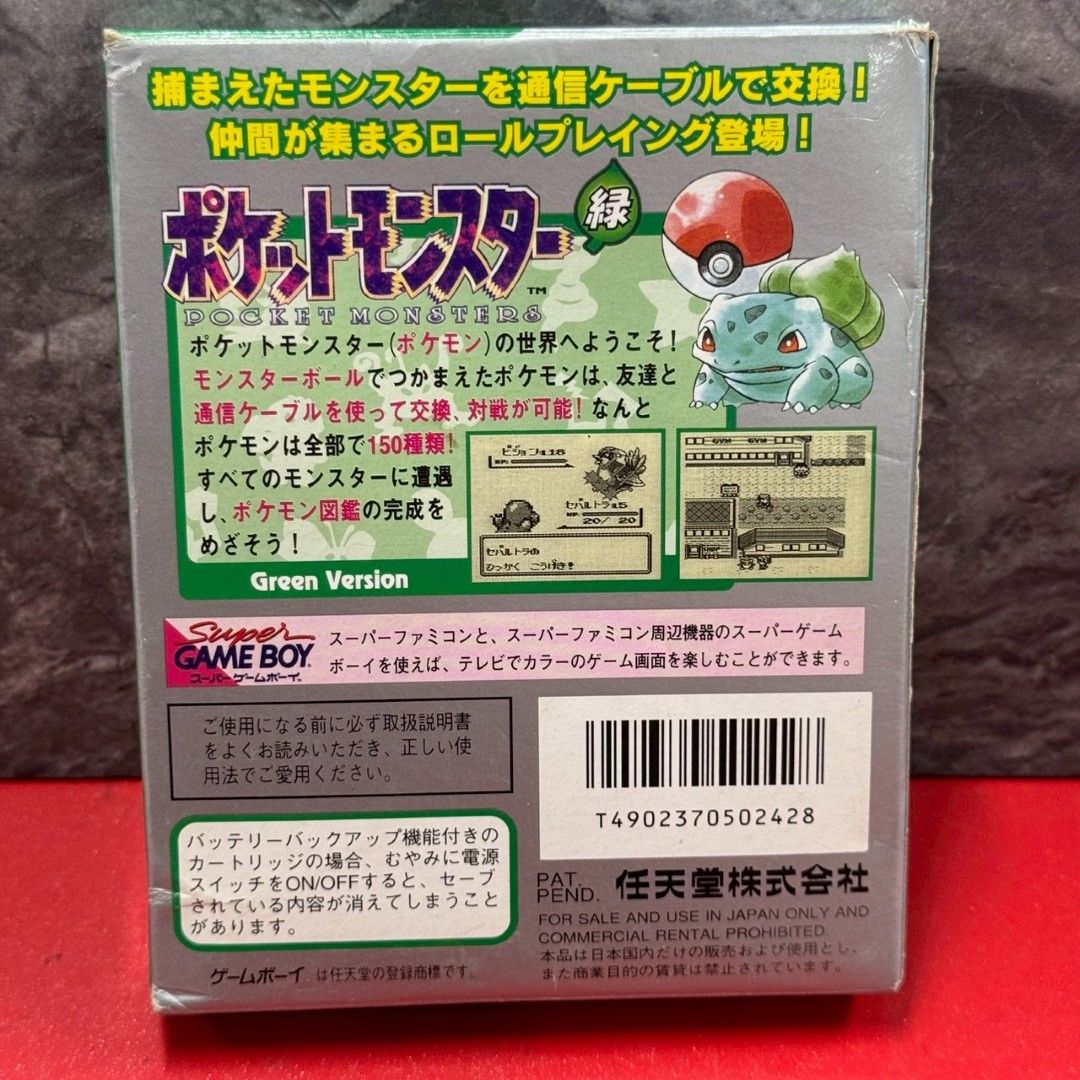 捕まえたモンスターを通信ケーブルで交換！
仲間が集まるロールプレイング登場！
ポケットモンスター
緑
TM
POCKET MONSTERS
ポケットモンスター(ポケモン)の世界へようこそ!
モンスターボールでつかまえたポケモンは、友達と
通信ケーブルを使って交換、対戦が可能! なんと
ポケモンは全部で150種類!
すべてのモンスターに遭遇
し、ポケモン図鑑の完成を
めざそう!
Green Version
HP:
20/ 20
ひっかく こうげき!
GYM GYM
Super
GAME BOY
スーパーゲームボーイ
スーパーファミコンと、スーパーファミコン周辺機器のスーパーゲーム
ボーイを使えば、テレビでカラーのゲーム画面を楽しむことができます。
ご使用になる前に必ず取扱説明書
をよくお読みいただき、正しい使
用法でご愛用ください。
T4902370502428
バッテリーバックアップ機能付きの
カートリッジの場合、むやみに電源
スイッチをON/OFFすると、セーブ
されている内容が消えてしまうこと
があります。
PAT.
PEND.
任天堂株式会社
FOR SALE AND USE IN JAPAN ONLY AND
COMMERCIAL RENTAL PROHIBITED.
本品は日本国内だけの販売および使用とし、
また商業目的の賃貸は禁止されています。
ゲームボーイ は任天堂の登録商標です。